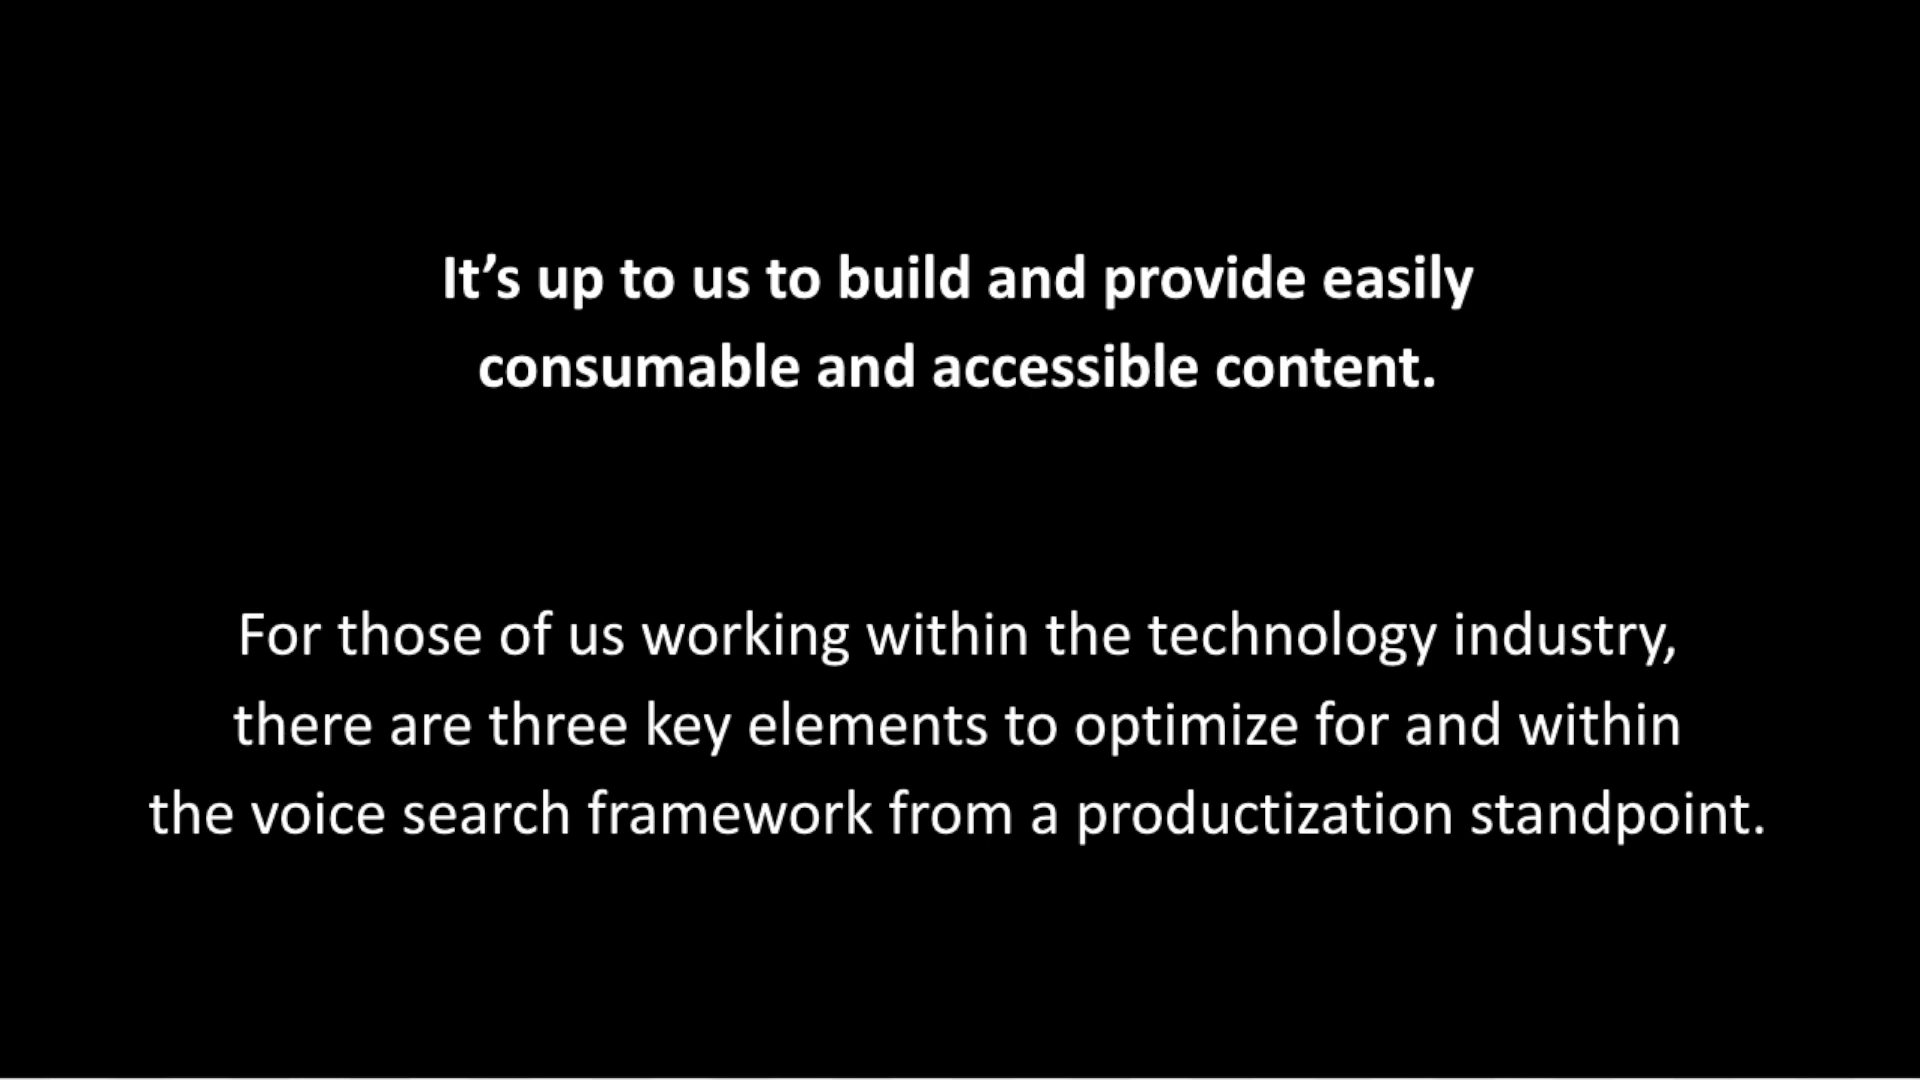 It’s up to us to build and provide easily
consumable and accessible content.
For those of us working within the technology industry,
there are three key elements to optimize for and within
the voice search framework from a productization standpoint.